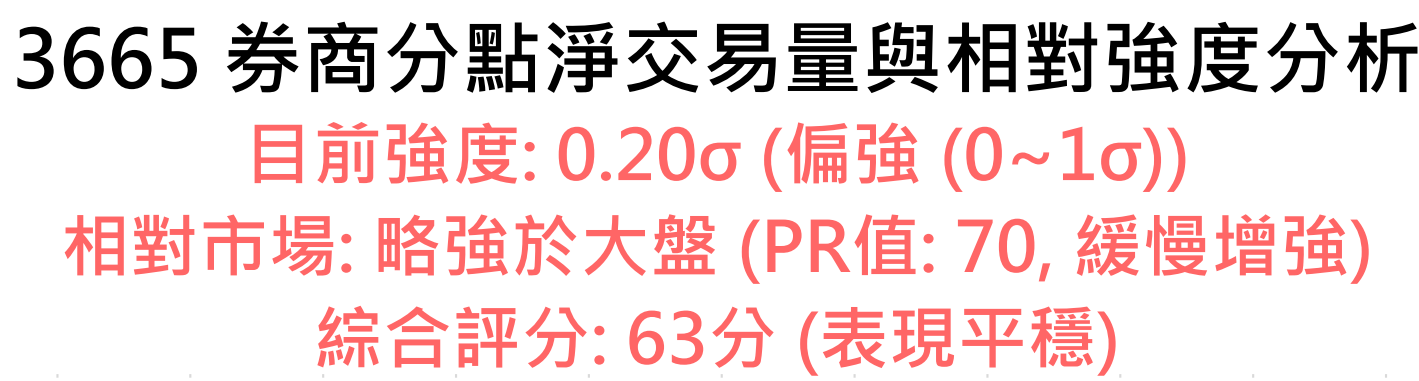 3665 券商分點淨交易量與相對強度分析
目前強度: 0.20σ (偏強 (0~1σ))
相對市場: 略強於大盤 (PR值: 70, 緩慢增強)
綜合評分: 63分 (表現平穩)